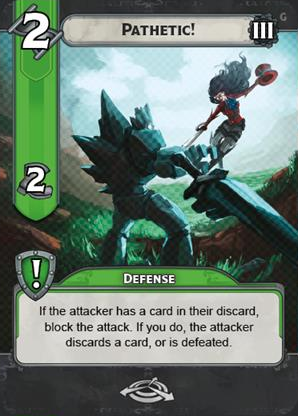 2
PATHETIC!
III
G
2
!
DEFENSE
If the attacker has a card in their discard,
block the attack. If you do, the attacker
discards a card, or is defeated.